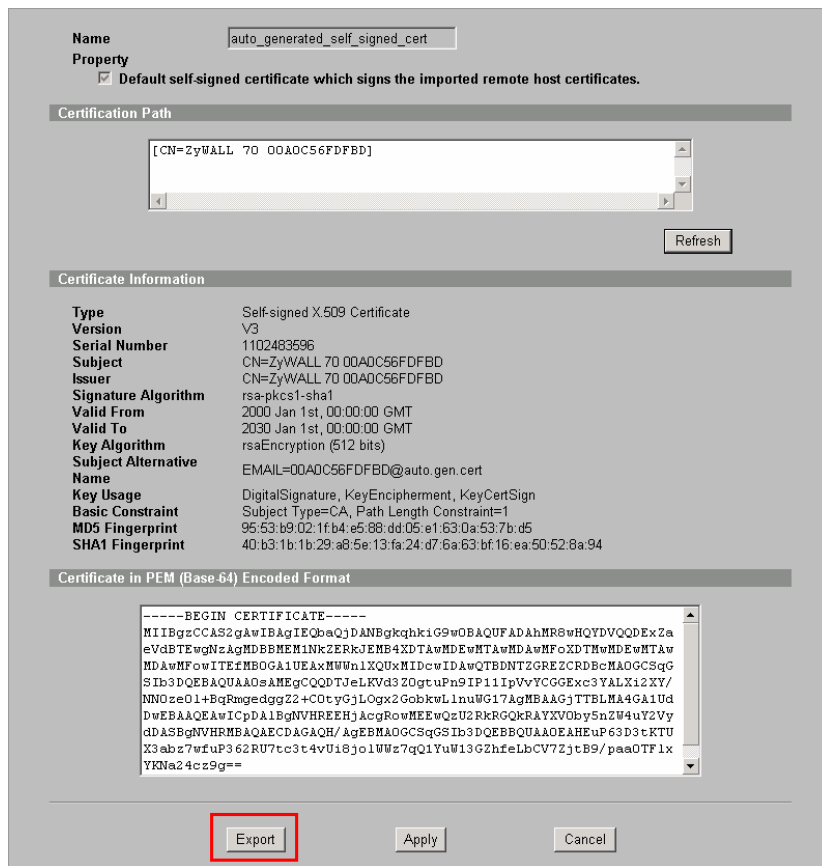 Name auto_generated_self_signed_cert
Property
Default self-signed certificate which signs the imported remote host certificates.
Certification Path
[CN=ZyWALL 70 00A0C56FDFBD]
Refresh
Certificate Information
Type Self-signed X.509 Certificate
Version V3
Serial Number 1102483596
Subject CN=ZyWALL 70 00A0C56FDFBD
Issuer CN=ZyWALL 70 00A0C56FDFBD
Signature Algorithm rsa-pkcs1-sha1
Valid From 2000 Jan 1st, 00:00:00 GMT
Valid To 2030 Jan 1st, 00:00:00 GMT
Key Algorithm rsaEncryption (512 bits)
Subject Alternative Name EMAIL=00A0C56FDFBD@auto.gen.cert
Key Usage DigitalSignature, KeyEncipherment, KeyCertSign
Basic Constraint Subject Type=CA, Path Length Constraint=1
MD5 Fingerprint 95:53:b9:02:1f:b4:e5:88:dd:05:e1:63:0a:53:7b:d5
SHA1 Fingerprint 40:b3:1b:1b:29:a8:5e:13:fa:24:d7:6a:63:bf:16:ea:50:52:8a:94
Certificate in PEM (Base-64) Encoded Format
-----BEGIN CERTIFICATE-----
MIIBgzCCAS2gAwIBAgIEQbaQjDANBgkqhkiG9w0BAQUFADAhMR8wHQYDVQQDExZa
eVdBTEwgNzAgMDBBMEM1NkZERkJEMB4XDTAwMDEwMTAwMDAwMFoXDTMwMDEwMTAw
MDAwMFowITEfMB0GA1UEAxMWWnlXQUxMIDcwIDAwQTBDNTZGREZCRDBcMA0GCSqG
SIb3DQEBAQUAA0sAMEgCQQDTJeLKVd3Z0gtuPn9IP11IpVvYCGGExc3YALXi2XY/
NN0ze0l+BqRmgedggZ2+C0tyGjLOgx2GobkwLlnuWG17AgMBAAGjTTBLMA4GA1Ud
DwEBAAQEAwICpDAlBgNVHREEHjAcgRowMEEwQzU2RkRGQkRAYXV0by5nZW4uY2Vy
dDASBgNVHRMBAQAECDAGAQH/AgEBMA0GCSqGSIb3DQEBBQUAA0EAHEuP63D3tKTU
X3abz7wfuP362RU7tc3t4vUi8jolWWz7qQ1YuW13GZhfeLbCV7ZjtB9/paaOTFlx
YKNa24cz9g==
Export Apply Cancel